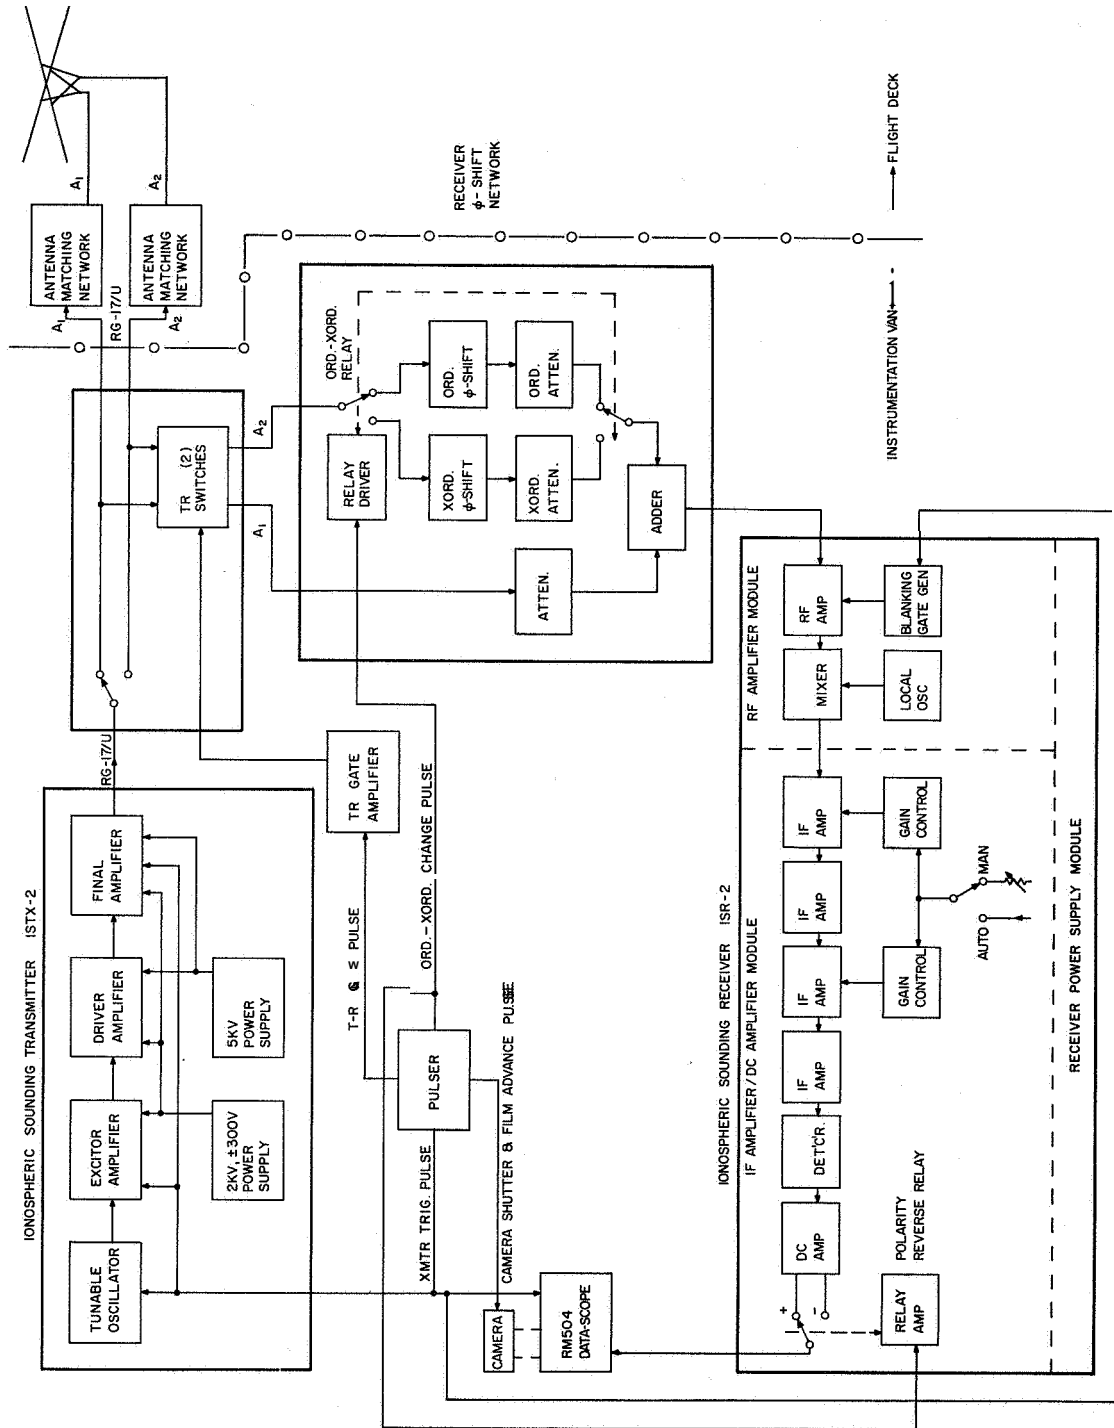 A1
A2
ANTENNA
MATCHING
NETWORK
ANTENNA
MATCHING
NETWORK
A1
RG-17/U
A2
RECEIVER
ϕ- SHIFT
NETWORK
FLIGHT DECK
INSTRUMENTATION VAN
TR (2)
SWITCHES
A1
A2
ORD.-XORD.
RELAY
RELAY
DRIVER
ORD.
ϕ-SHIFT
ORD.
ATTEN.
XORD.
ϕ-SHIFT
XORD.
ATTEN.
ATTEN.
ADDER
IONOSPHERIC SOUNDING TRANSMITTER ISTX-2
TUNABLE
OSCILLATOR
EXCITOR
AMPLIFIER
DRIVER
AMPLIFIER
FINAL
AMPLIFIER
RG-17/U
2KV, ±300V
POWER
SUPPLY
5KV
POWER
SUPPLY
TR GATE
AMPLIFIER
T-R PULSE
ORD.-XORD. CHANGE PULSE
PULSER
XMTR TRIG. PULSE
CAMERA SHUTTER & FILM ADVANCE PULSE
CAMERA
RM504
DATA-SCOPE
IONOSPHERIC SOUNDING RECEIVER ISR-2
IF AMPLIFIER/DC AMPLIFIER MODULE
RF AMPLIFIER MODULE
DC
AMP
DET'C'R.
IF
AMP
IF
AMP
IF
AMP
IF
AMP
MIXER
RF
AMP
+
-
POLARITY
REVERSE RELAY
RELAY
AMP
GAIN
CONTROL
GAIN
CONTROL
LOCAL
OSC
BLANKING
GATE GEN
AUTO
MAN
RECEIVER POWER SUPPLY MODULE